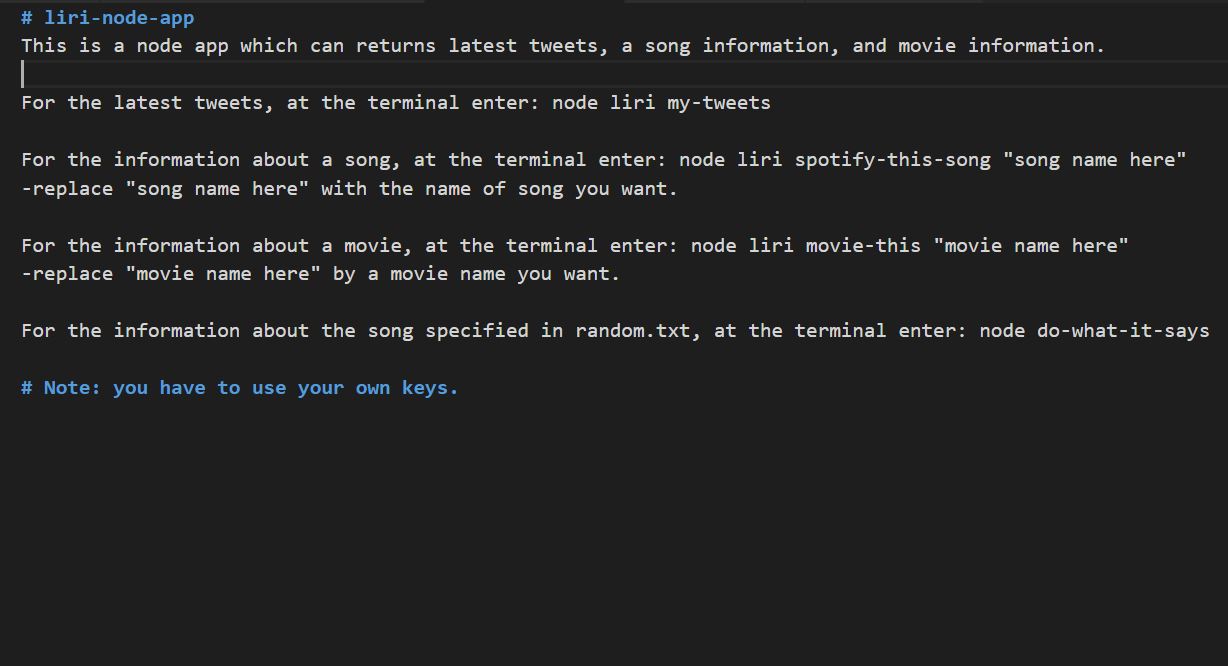 # liri-node-app
This is a node app which can returns latest tweets, a song information, and movie information.
For the latest tweets, at the terminal enter: node liri my-tweets
For the information about a song, at the terminal enter: node liri spotify-this-song "song name here"
-replace "song name here" with the name of song you want.
For the information about a movie, at the terminal enter: node liri movie-this "movie name here"
-replace "movie name here" by a movie name you want.
For the information about the song specified in random.txt, at the terminal enter: node do-what-it-says
# Note: you have to use your own keys.